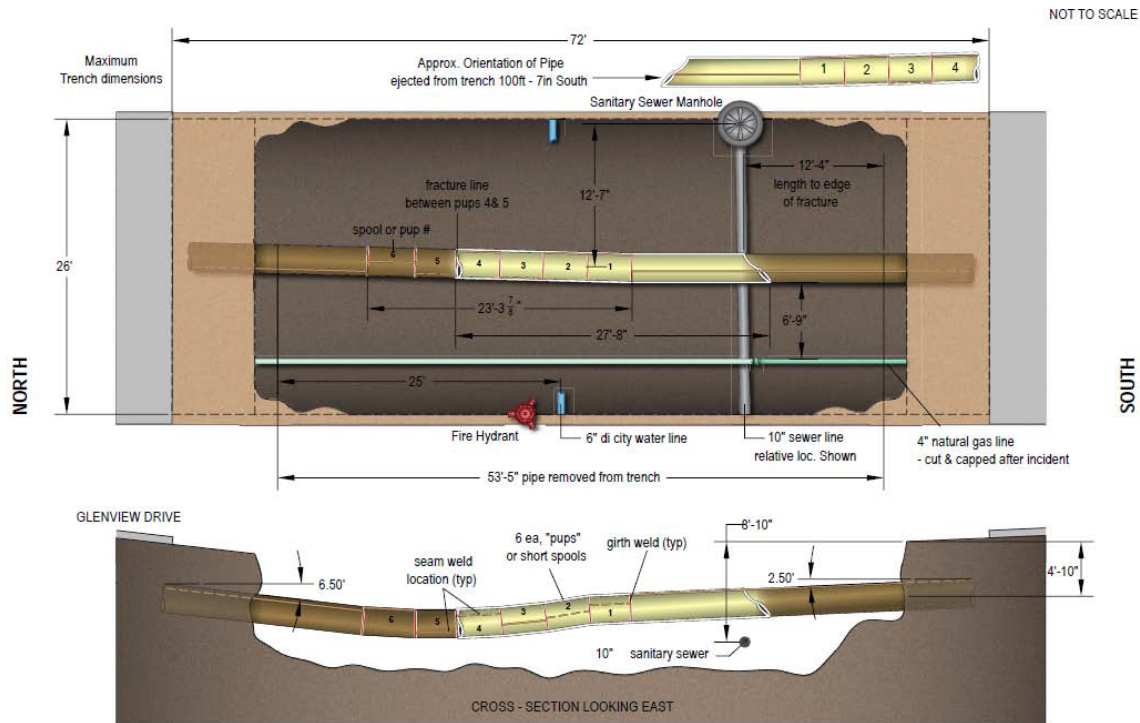 NOT TO SCALE
72'
Maximum
Trench dimensions
Approx. Orientation of Pipe
ejected from trench 100ft - 7in South
1 2 3 4
Sanitary Sewer Manhole
12'-4"
length to edge
of fracture
12'-7"
fracture line
between pups 4& 5
spool or pup #
26'
6 5 4 3 2 1
23'-3 7/8"
27'-8"
6'-9"
NORTH
SOUTH
25'
Fire Hydrant
6" di city water line
10" sewer line
relative loc. Shown
4" natural gas line
- cut & capped after incident
53'-5" pipe removed from trench
GLENVIEW DRIVE
8'-10"
6 ea, "pups"
or short spools
girth weld (typ)
seam weld
location (typ)
6.50'
2.50'
4'-10"
6 5 4 3 2 1
10" sanitary sewer
CROSS - SECTION LOOKING EAST